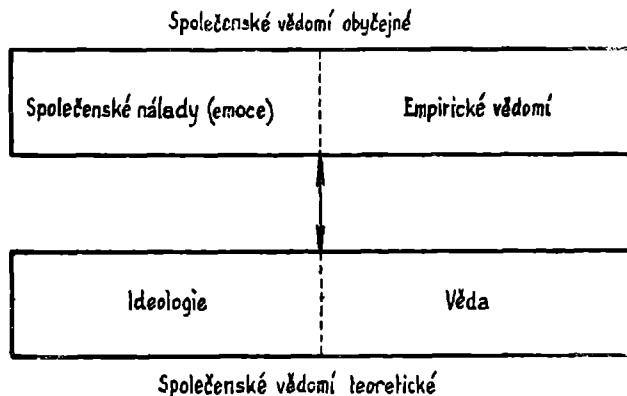 Společenské vědomí obyčejné
Společenské nálady (emoce)
Empirické vědomí
Ideologie
Věda
Společenské vědomí teoretické